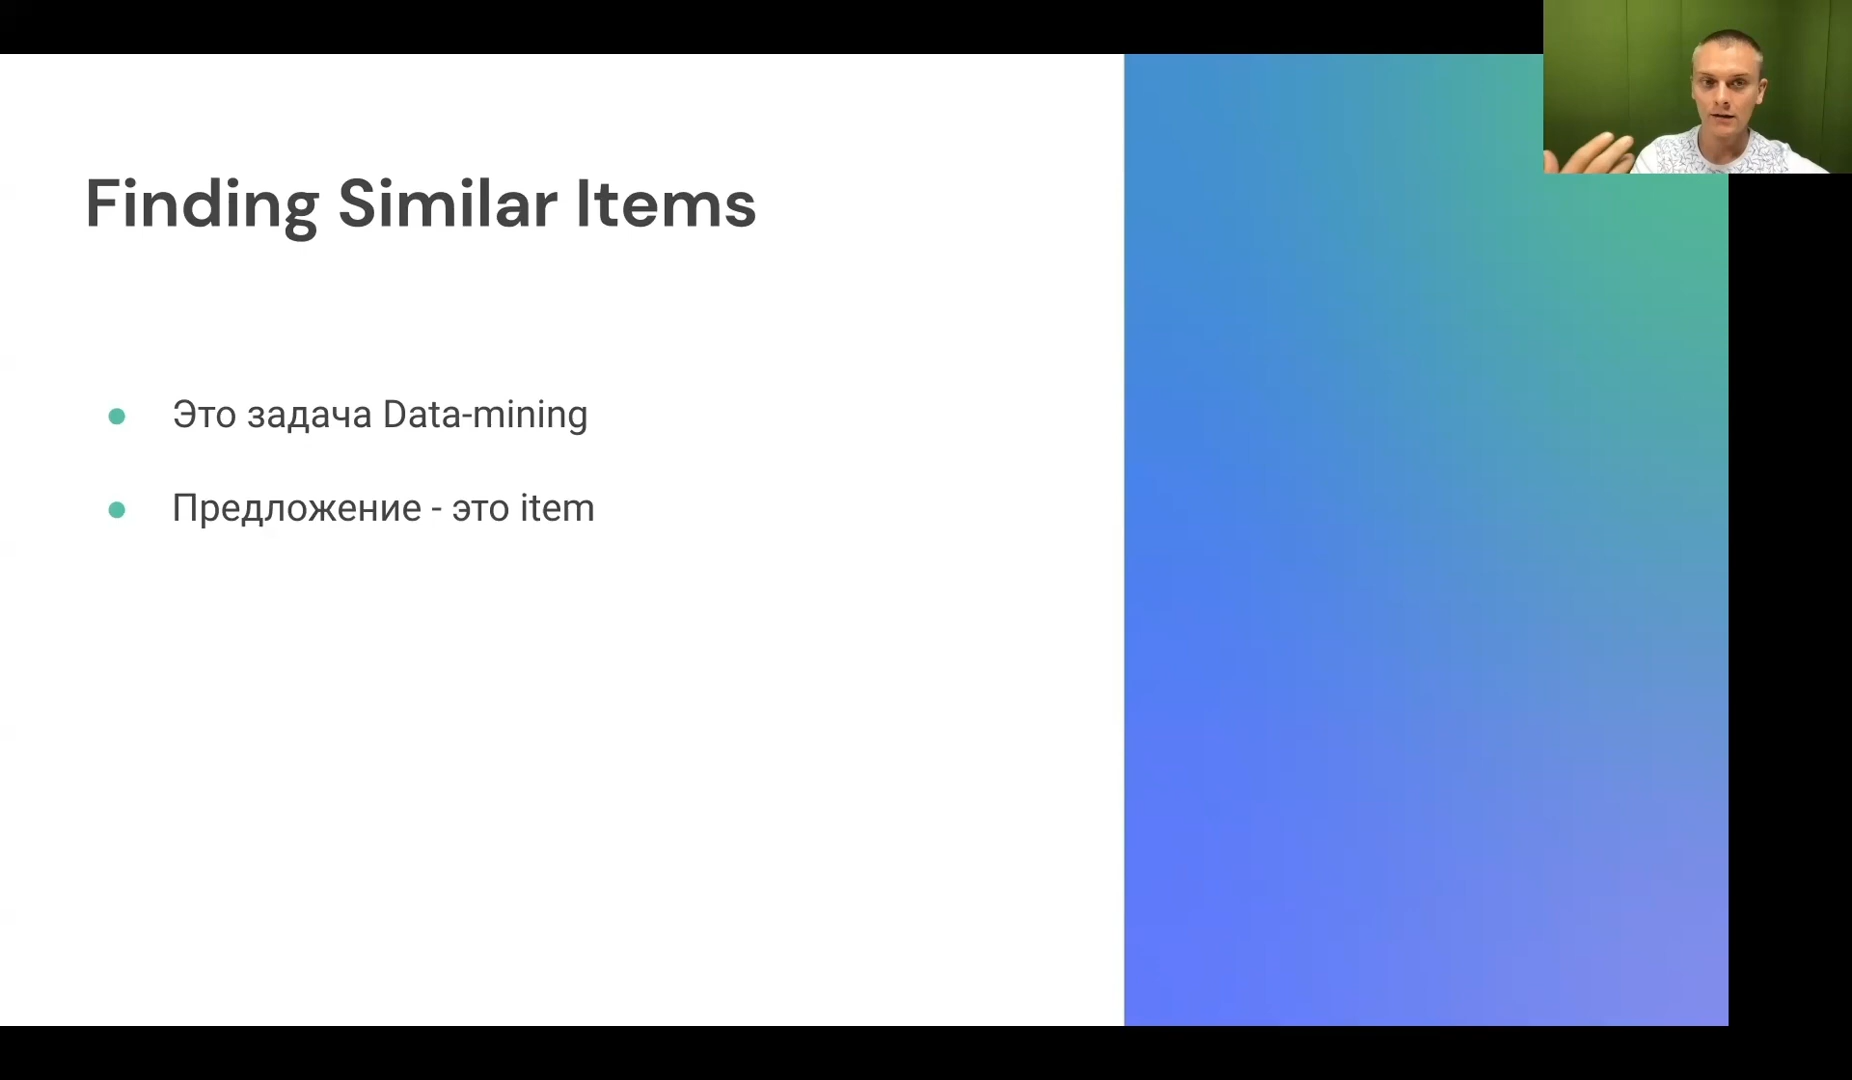 Finding Similar Items
Это задача Data-mining
Предложение - это item